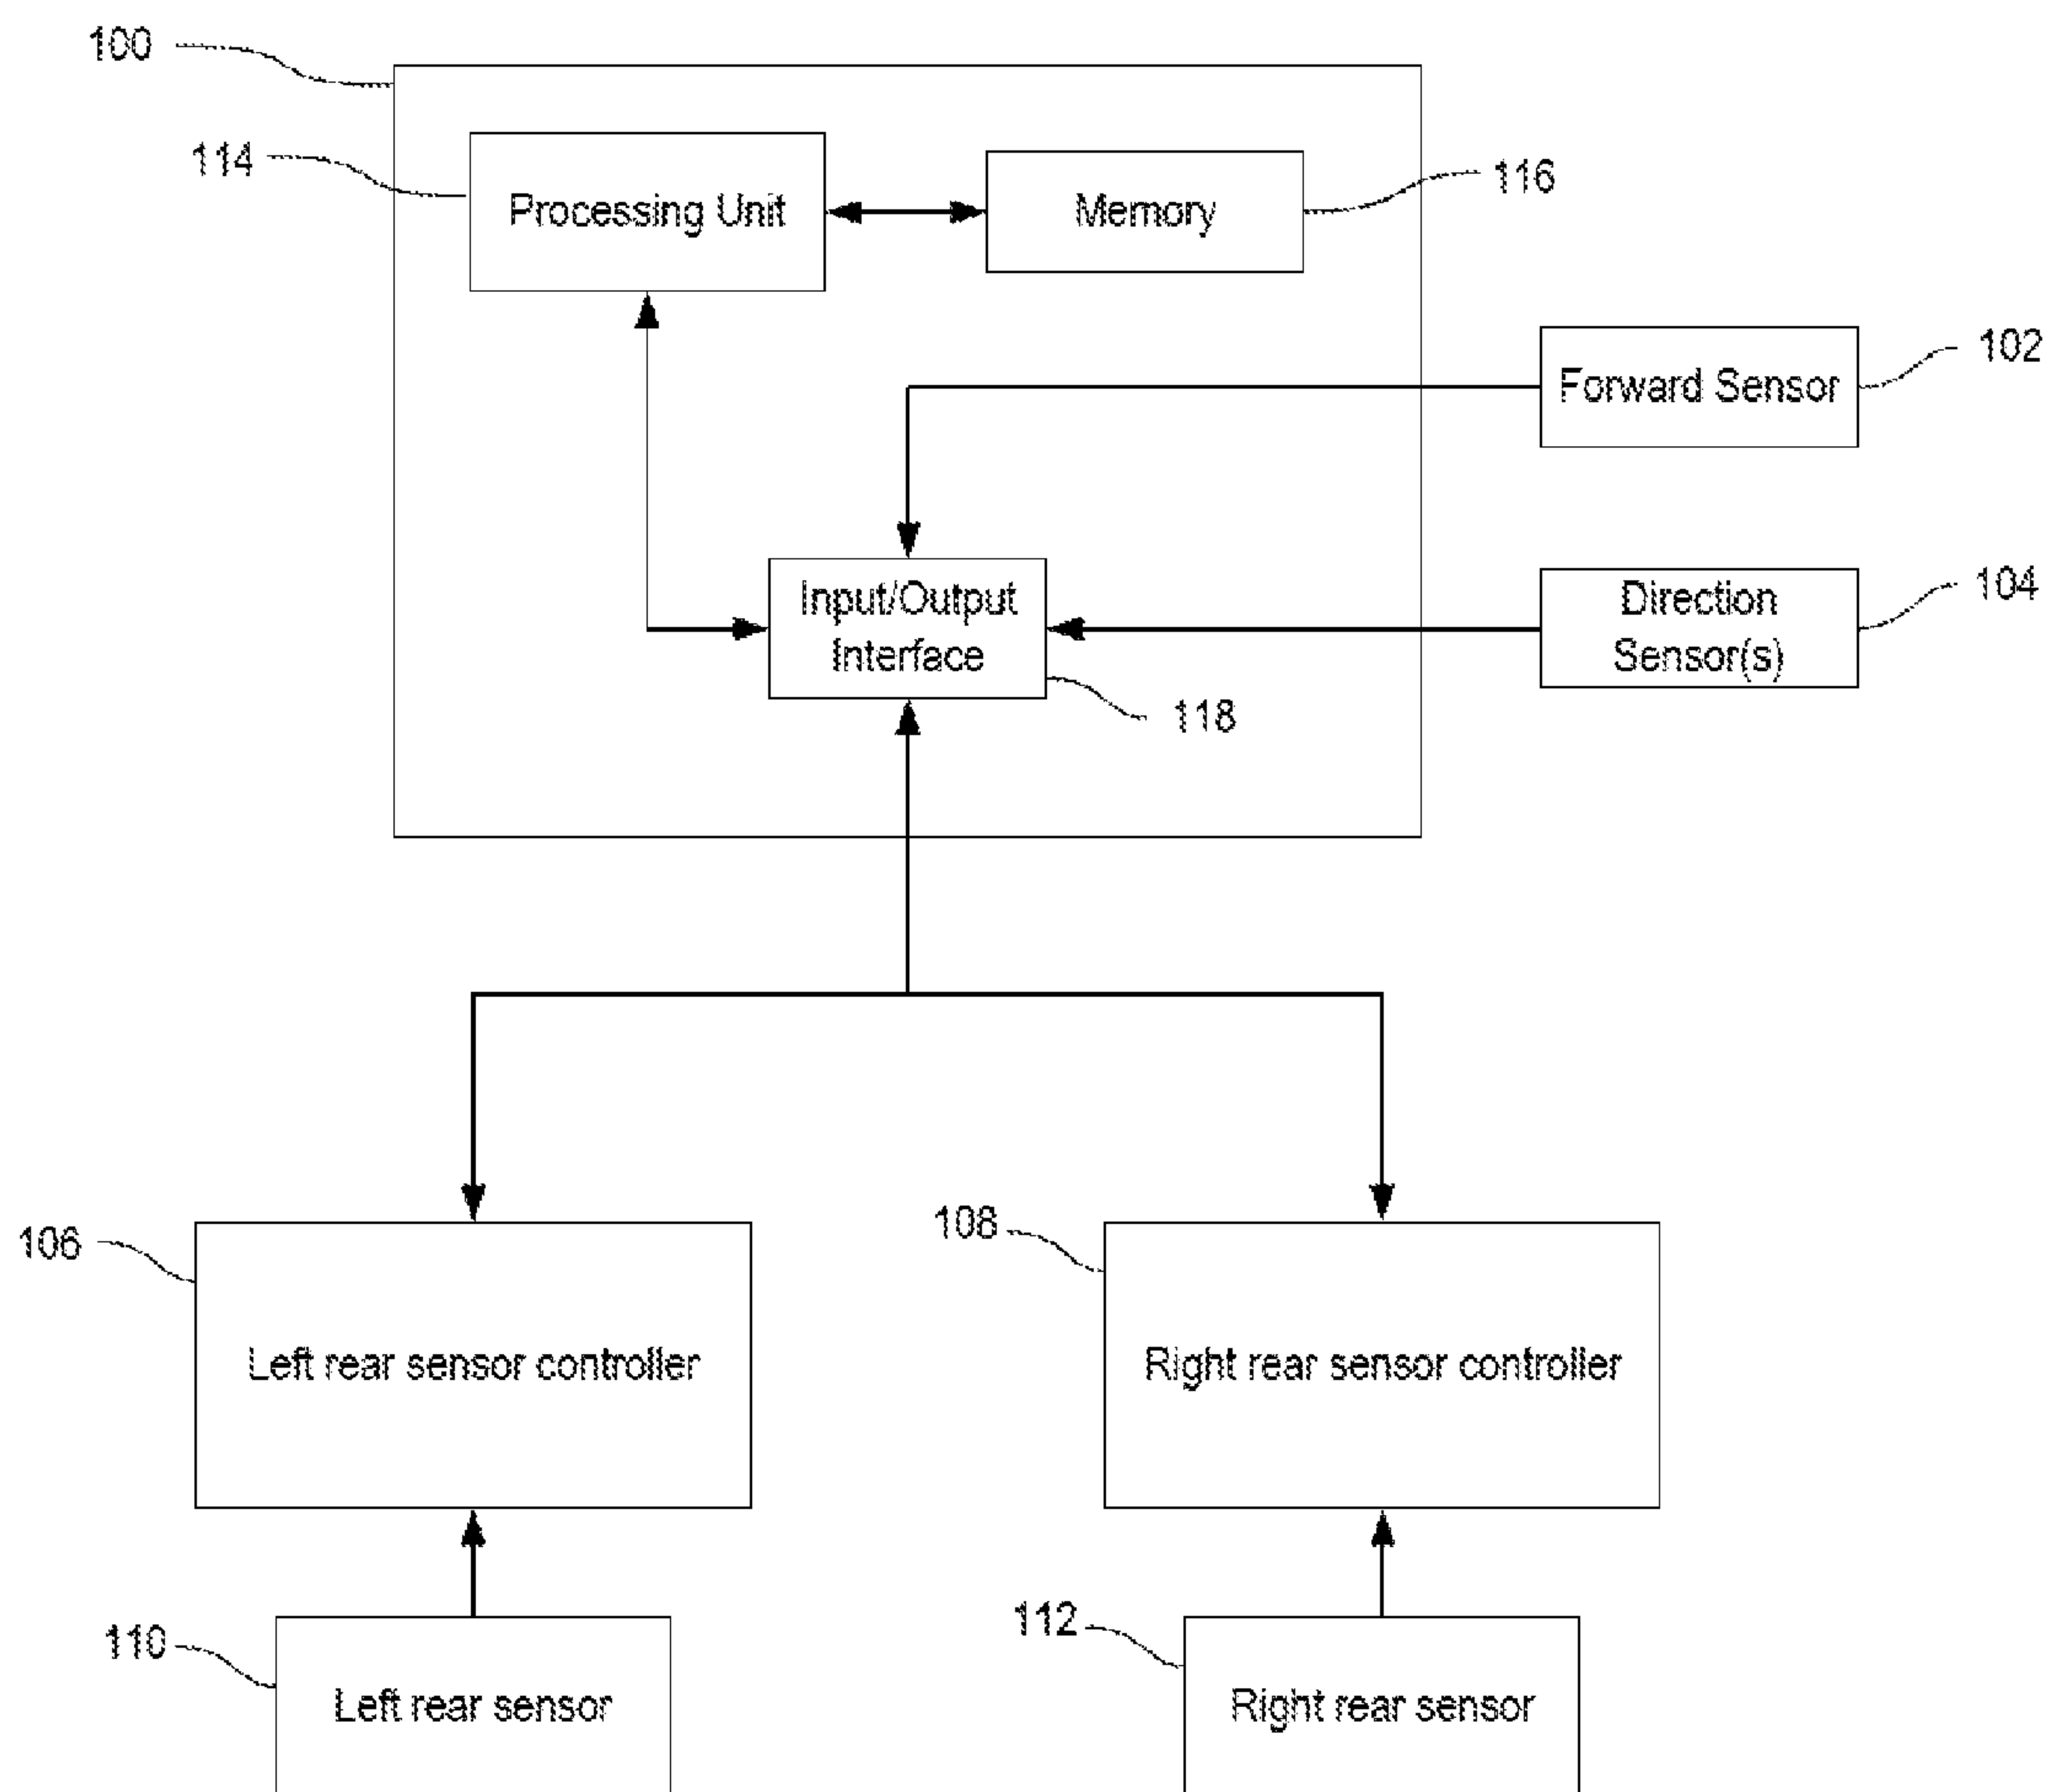 100
114
Processing Unit
Memory
116
Forward Sensor
102
Input/Output
Interface
118
Direction
Sensor(s)
104
106
Left rear sensor controller
108
Right rear sensor controller
110
Left rear sensor
112
Right rear sensor